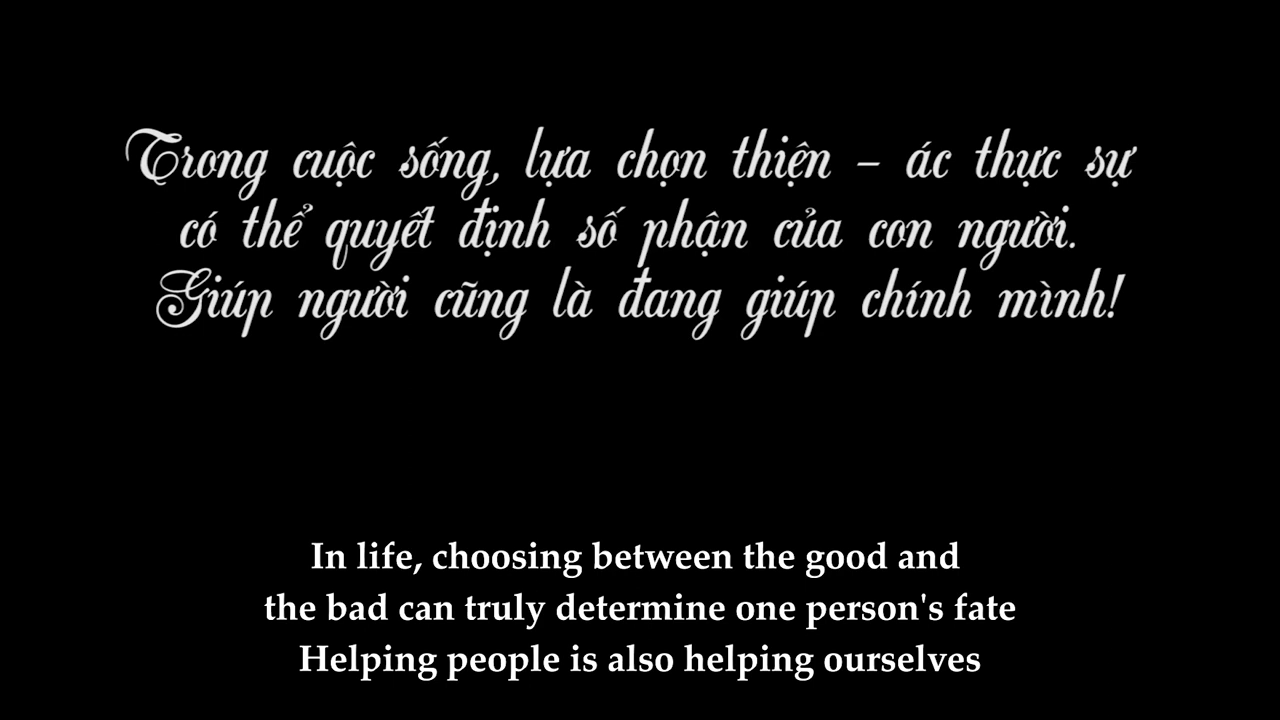 Trong cuộc sống, lựa chọn thiện – ác thực sự
có thể quyết định số phận của con người.
Giúp người cũng là đang giúp chính mình!
In life, choosing between the good and
the bad can truly determine one person's fate
Helping people is also helping ourselves